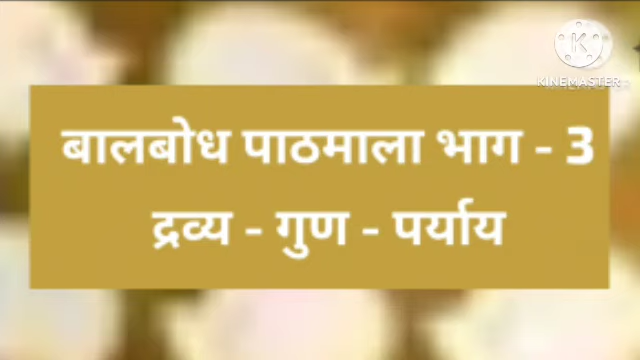 KINEMASTER
बालबोध पाठमाला भाग - 3
द्रव्य - गुण - पर्याय